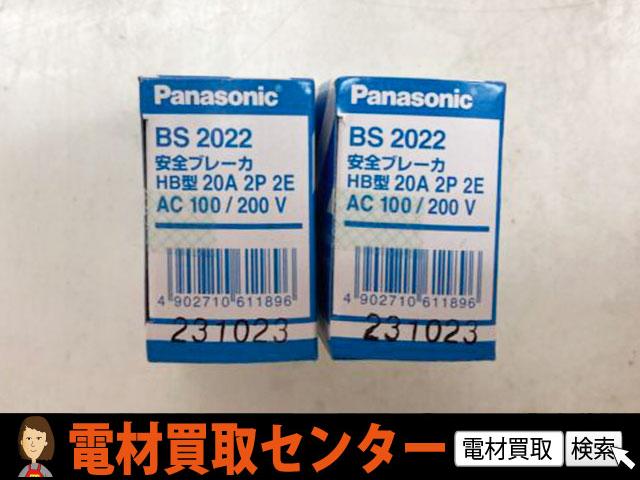 Panasonic
BS 2022
安全ブレーカ
HB型 20A 2P 2E
AC 100 / 200 V
4 902710 611896
231023
Panasonic
BS 2022
安全ブレーカ
HB型 20A 2P 2E
AC 100 / 200 V
4 902710 611896
231023
電材買取センター 電材買取 検索